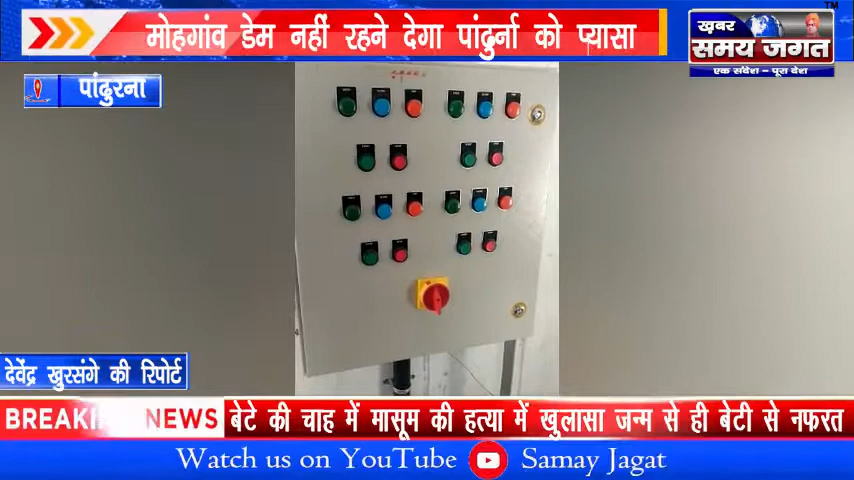 मोहगांव डेम नहीं रहने देगा पांढुर्ना को प्यासा
TM
ख़बर
समय जगत
एक संदेश - पूरा देश
पांढुरना
देवेंद्र खुरसंगे की रिपोर्ट
NEWS
बेटे की चाह में मासूम की हत्या में खुलासा जन्म से ही बेटी से नफरत
Watch us on YouTube
Samay Jagat